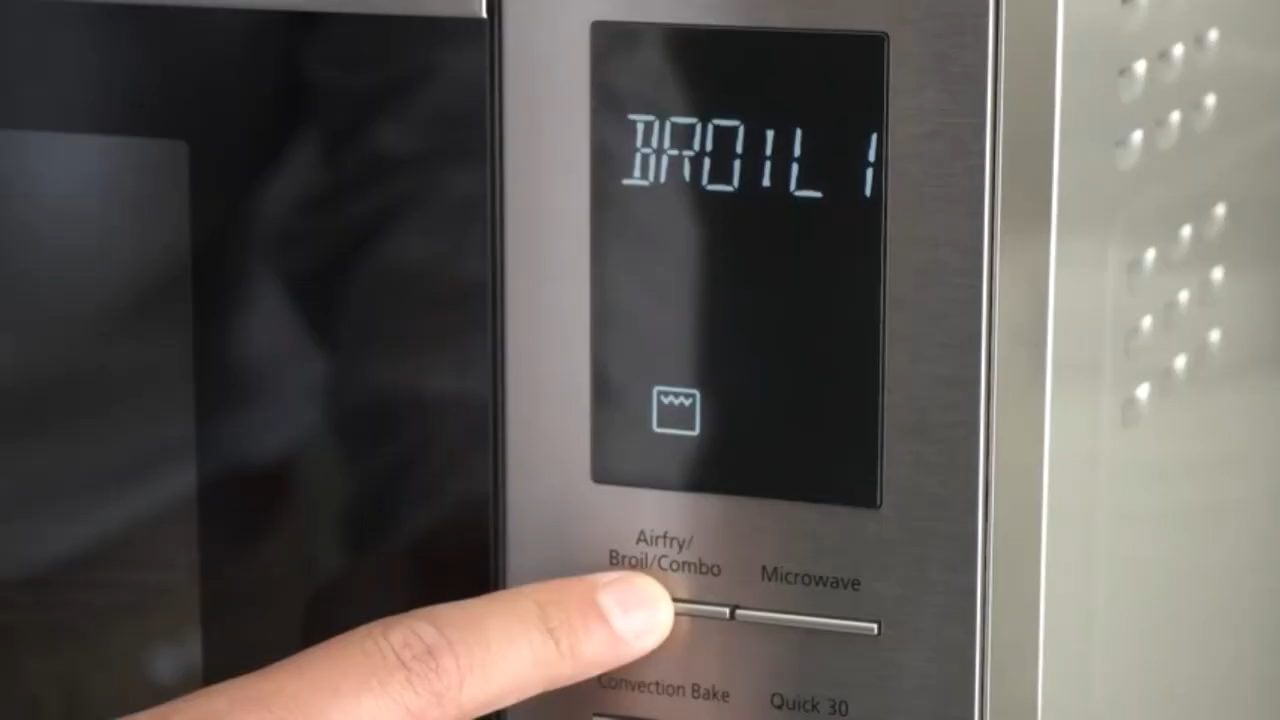 BROIL 1
Airfry/
Broil/Combo
Microwave
Convection Bake
Quick 30